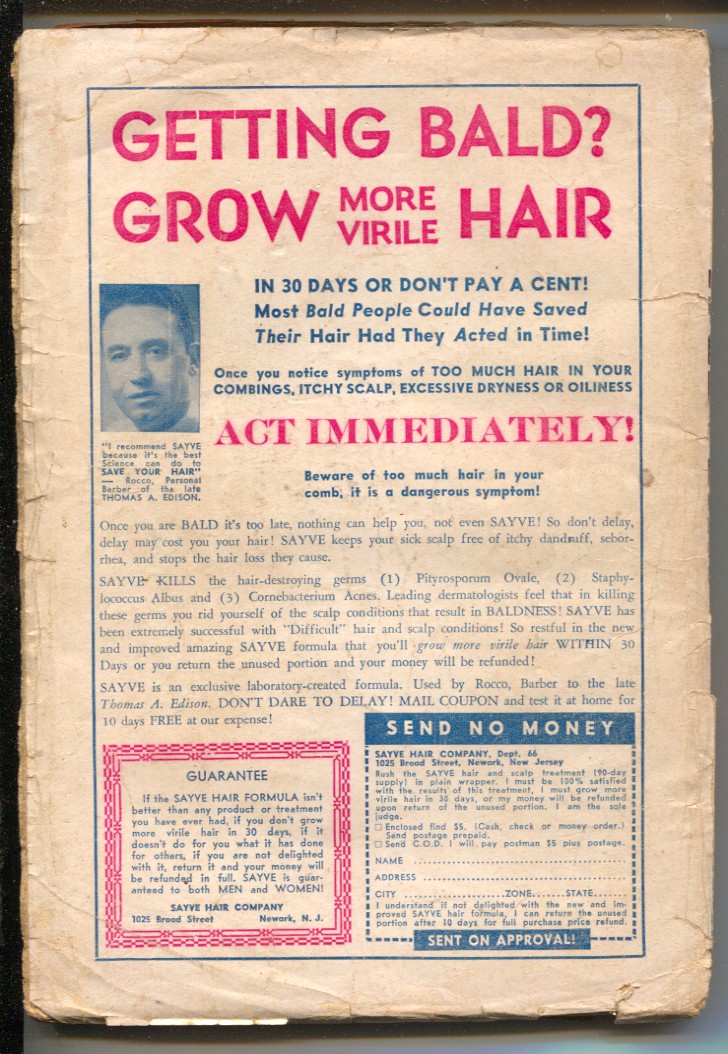 GETTING BALD?
GROW MORE VIRILE HAIR
IN 30 DAYS OR DON'T PAY A CENT!
Most Bald People Could Have Saved
Their Hair Had They Acted in Time!
Once you notice symptoms of TOO MUCH HAIR IN YOUR
COMBINGS, ITCHY SCALP, EXCESSIVE DRYNESS OR OILINESS
ACT IMMEDIATELY!
"I recommend SAYVE
because it's the best
Science can do to
SAVE YOUR HAIR"
— Rocco, Personal
Barber of the late
THOMAS A. EDISON.
Beware of too much hair in your
comb, it is a dangerous symptom!
Once you are BALD it's too late, nothing can help you, not even SAYVE! So don't delay,
delay may cost you your hair! SAYVE keeps your sick scalp free of itchy dandruff, sebor-
rhea, and stops the hair loss they cause.
SAYVE KILLS the hair-destroying germs (1) Pityrosporum Ovale, (2) Staphy-
lococcus Albus and (3) Cornebacterium Acnes. Leading dermatologists feel that in killing
these germs you rid yourself of the scalp conditions that result in BALDNESS! SAYVE has
been extremely successful with "Difficult" hair and scalp conditions! So restful in the new
and improved amazing SAYVE formula that you'll grow more virile hair WITHIN 30
Days or you return the unused portion and your money will be refunded!
SAYVE is an exclusive laboratory-created formula. Used by Rocco, Barber to the late
Thomas A. Edison. DON'T DARE TO DELAY! MAIL COUPON and test it at home for
10 days FREE at our expense!
GUARANTEE
If the SAYVE HAIR FORMULA isn't
better than any product or treatment
you have ever had, if you don't grow
more virile hair in 30 days, if it
doesn't do for you what it has done
for others, if you are not delighted
with it, return it and your money will
be refunded in full. SAYVE is guar-
anteed to both MEN and WOMEN!
SAYVE HAIR COMPANY
1025 Broad Street Newark, N. J.
SEND NO MONEY
SAYVE HAIR COMPANY, Dept. 66
1025 Broad Street, Newark, New Jersey
Rush the SAYVE hair and scalp treatment (90-day
supply) in plain wrapper. I must be 100% satisfied
with the results of this treatment, I must grow more
virile hair in 30 days, or my money will be refunded
upon return of the unused portion. I am the sole
judge.
□ Enclosed find $5. (Cash, check or money order.)
Send postage prepaid.
□ Send C.O.D. I will pay postman $5 plus postage.
NAME ........................................
ADDRESS ........................................
CITY ....................ZONE.......STATE.......
I understand if not delighted with the new and im-
proved SAYVE hair formula, I can return the unused
portion after 10 days for full purchase price refund.
SENT ON APPROVAL!